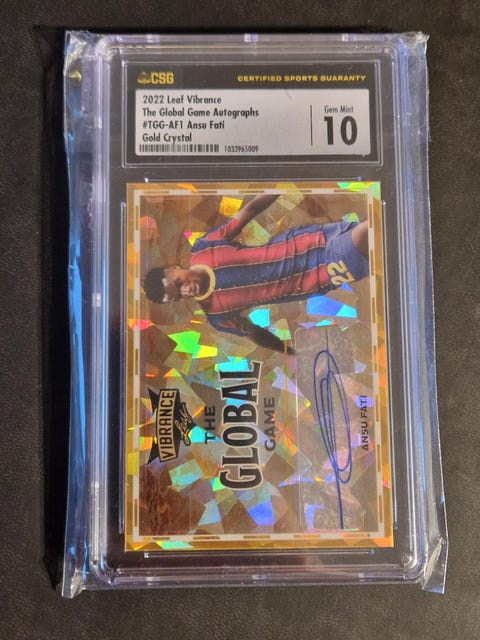 CSG
CERTIFIED SPORTS GUARANTY
2022 Leaf Vibrance
The Global Game Autographs
#TGG-AF1 Ansu Fati
Gold Crystal
1033965009
Gem Mint
10
22
VIBRANCE
Leaf
THE
GLOBAL
GAME
ANSU FATI